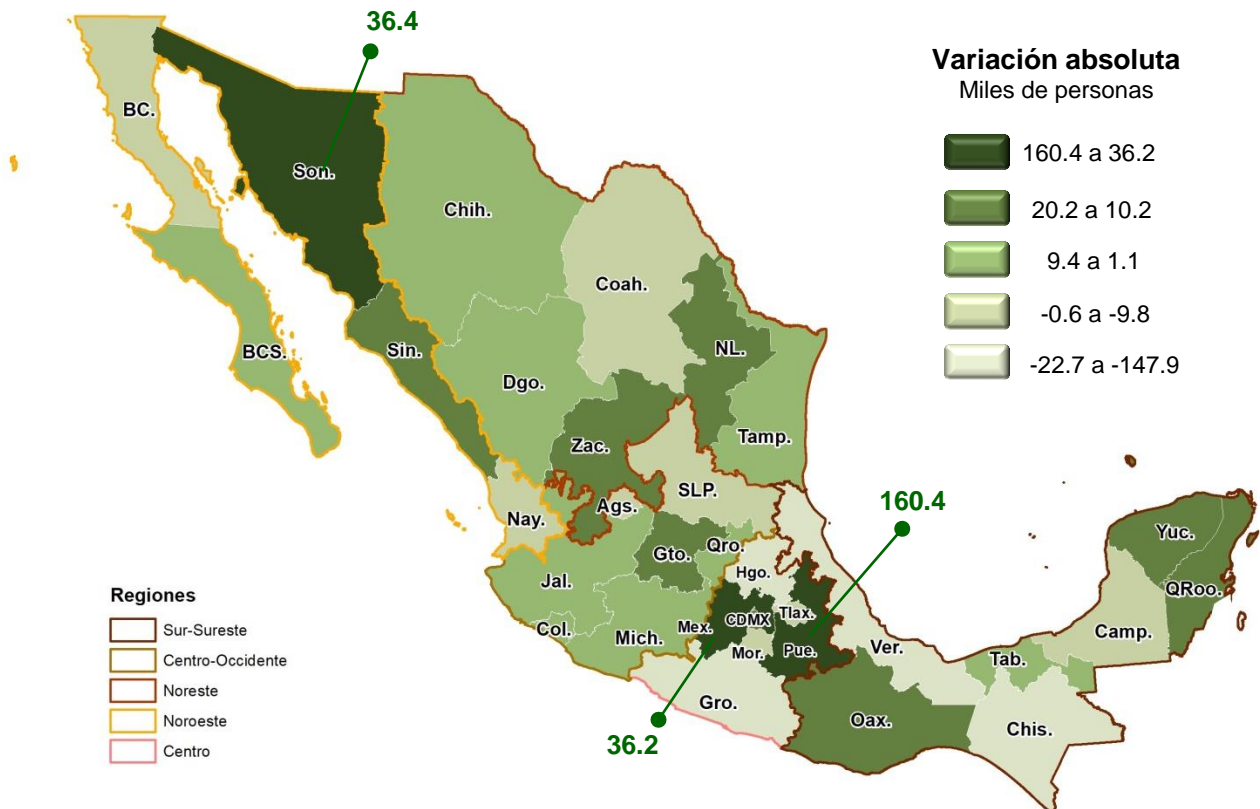 36.4
Variación absoluta
Miles de personas
160.4 a 36.2
20.2 a 10.2
9.4 a 1.1
-0.6 a -9.8
-22.7 a -147.9
BC.
Son.
Chih.
Coah.
BCS.
Sin.
NL.
Dgo.
Tamp.
Zac.
SLP.
160.4
Ags.
Nay.
Yuc.
Gto.
Qro.
Hgo.
QRoo.
Jal.
Tlax.
CDMX
Col.
Mex.
Mich.
Camp.
Ver.
Mor.
Pue.
Tab.
Gro.
Oax.
Chis.
36.2
Regiones
Sur-Sureste
Centro-Occidente
Noreste
Noroeste
Centro